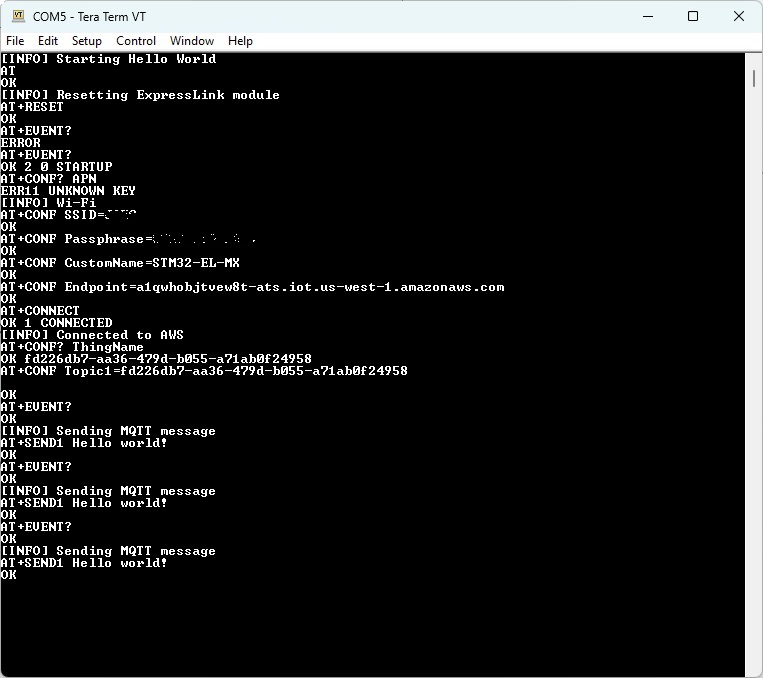 COM5 - Tera Term VT
File Edit Setup Control Window Help
[INFO] Starting Hello World
AT
OK
[INFO] Resetting ExpressLink module
AT+RESET
OK
AT+EVENT?
ERROR
AT+EVENT?
OK 2 0 STARTUP
AT+CONF? APN
ERR11 UNKNOWN KEY
[INFO] Wi-Fi
AT+CONF SSID=
OK
AT+CONF Passphrase=
OK
AT+CONF CustomName=STM32-EL-MX
OK
AT+CONF Endpoint=a1qwhobjtvew8t-ats.iot.us-west-1.amazonaws.com
OK
AT+CONNECT
OK 1 CONNECTED
[INFO] Connected to AWS
AT+CONF? ThingName
OK fd226db7-aa36-479d-b055-a71ab0f24958
AT+CONF Topic1=fd226db7-aa36-479d-b055-a71ab0f24958
OK
AT+EVENT?
OK
[INFO] Sending MQTT message
AT+SEND1 Hello world!
OK
AT+EVENT?
OK
[INFO] Sending MQTT message
AT+SEND1 Hello world!
OK
AT+EVENT?
OK
[INFO] Sending MQTT message
AT+SEND1 Hello world!
OK